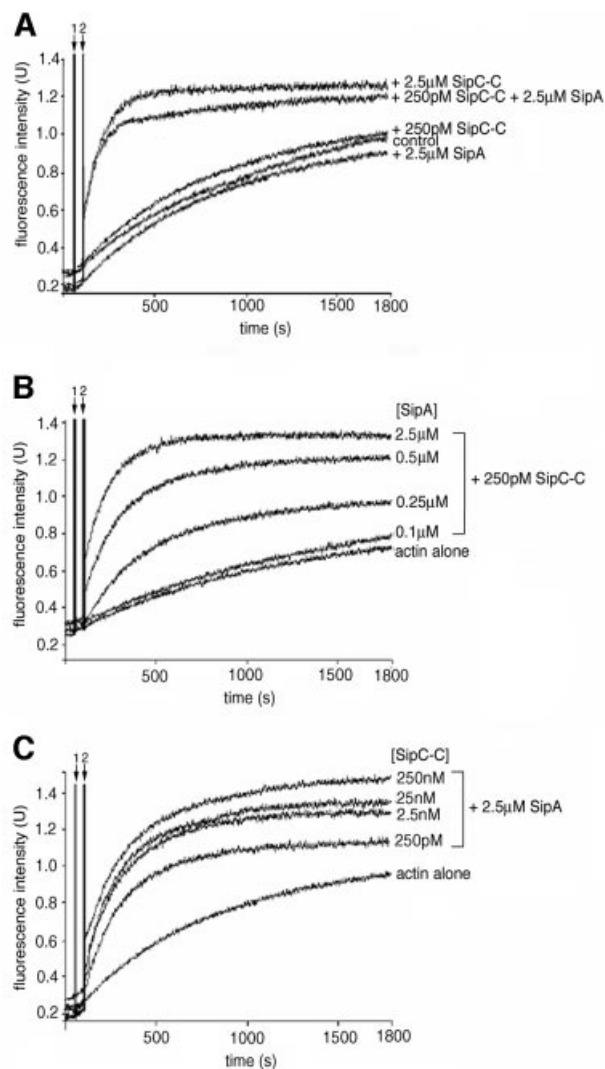 A
1 2
fluorescence intensity (U)
1.4
1.2
1.0
0.8
0.6
0.4
0.2
+ 2.5μM SipC-C
+ 250pM SipC-C + 2.5μM SipA
+ 250pM SipC-C
control
+ 2.5μM SipA
500 1000 1500 1800
time (s)
B
1 2
fluorescence intensity (U)
1.4
1.2
1.0
0.8
0.6
0.4
0.2
[SipA]
2.5μM
0.5μM
0.25μM
0.1μM
+ 250pM SipC-C
actin alone
500 1000 1500 1800
time (s)
C
1 2
fluorescence intensity (U)
1.4
1.2
1.0
0.8
0.6
0.4
0.2
[SipC-C]
250nM
25nM
2.5nM
250pM
+ 2.5μM SipA
actin alone
500 1000 1500 1800
time (s)